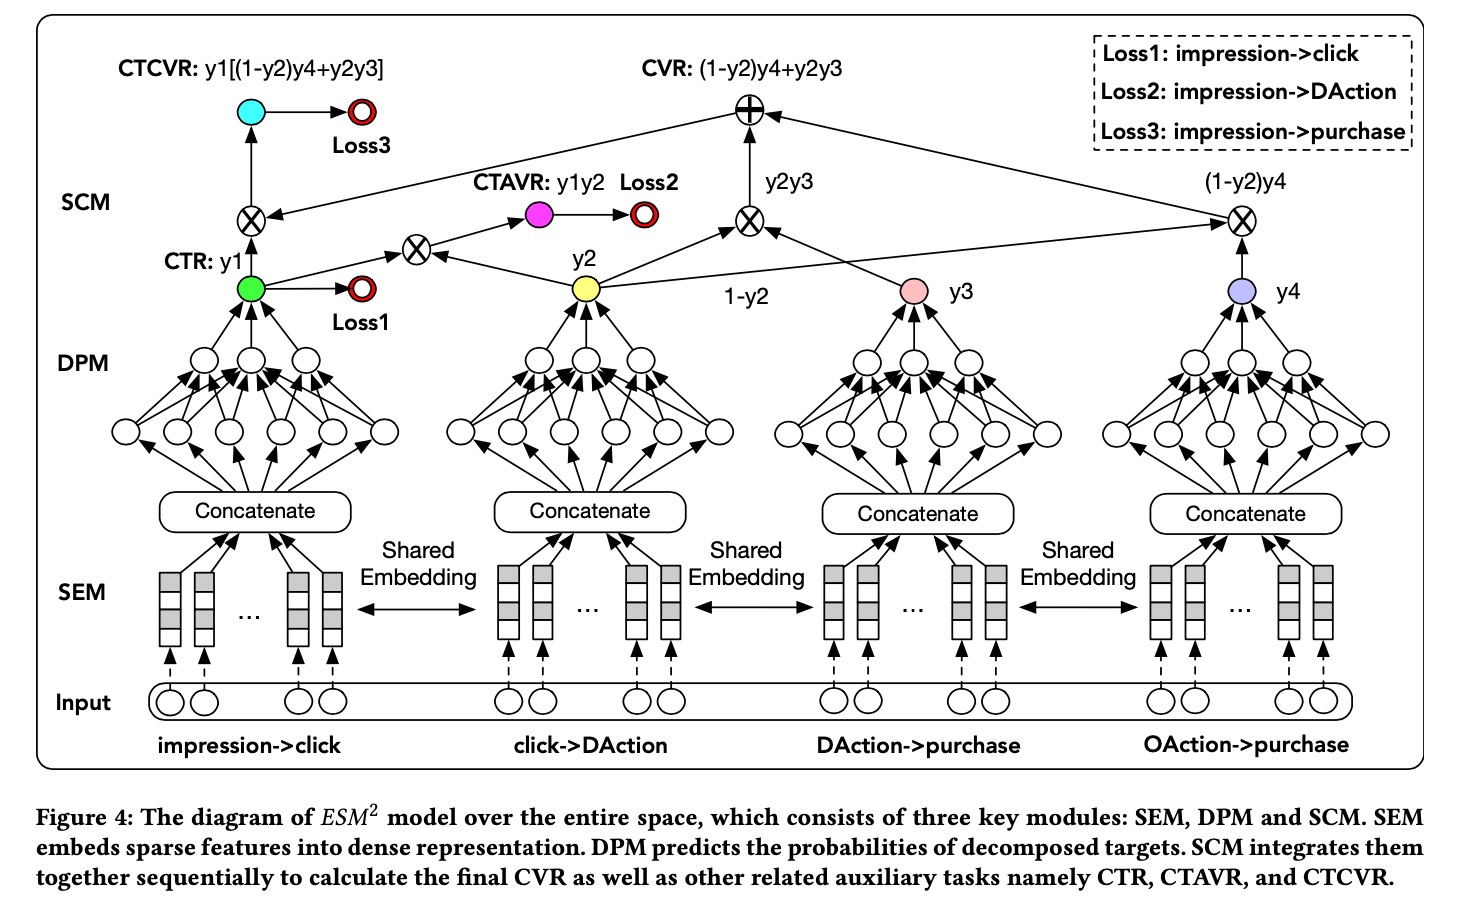 CTCVR: y1[(1-y2)y4+y2y3]
CVR: (1-y2)y4+y2y3
Loss1: impression->click
Loss2: impression->DAction
Loss3: impression->purchase
Loss3
SCM
CTAVR: y1y2
Loss2
y2y3
(1-y2)y4
CTR: y1
y2
1-y2
y3
y4
Loss1
DPM
Concatenate
Concatenate
Concatenate
Concatenate
Shared
Embedding
Shared
Embedding
Shared
Embedding
SEM
...
...
...
...
Input
impression->click
click->DAction
DAction->purchase
OAction->purchase
Figure 4: The diagram of ESM² model over the entire space, which consists of three key modules: SEM, DPM and SCM. SEM
embeds sparse features into dense representation. DPM predicts the probabilities of decomposed targets. SCM integrates them
together sequentially to calculate the final CVR as well as other related auxiliary tasks namely CTR, CTAVR, and CTCVR.